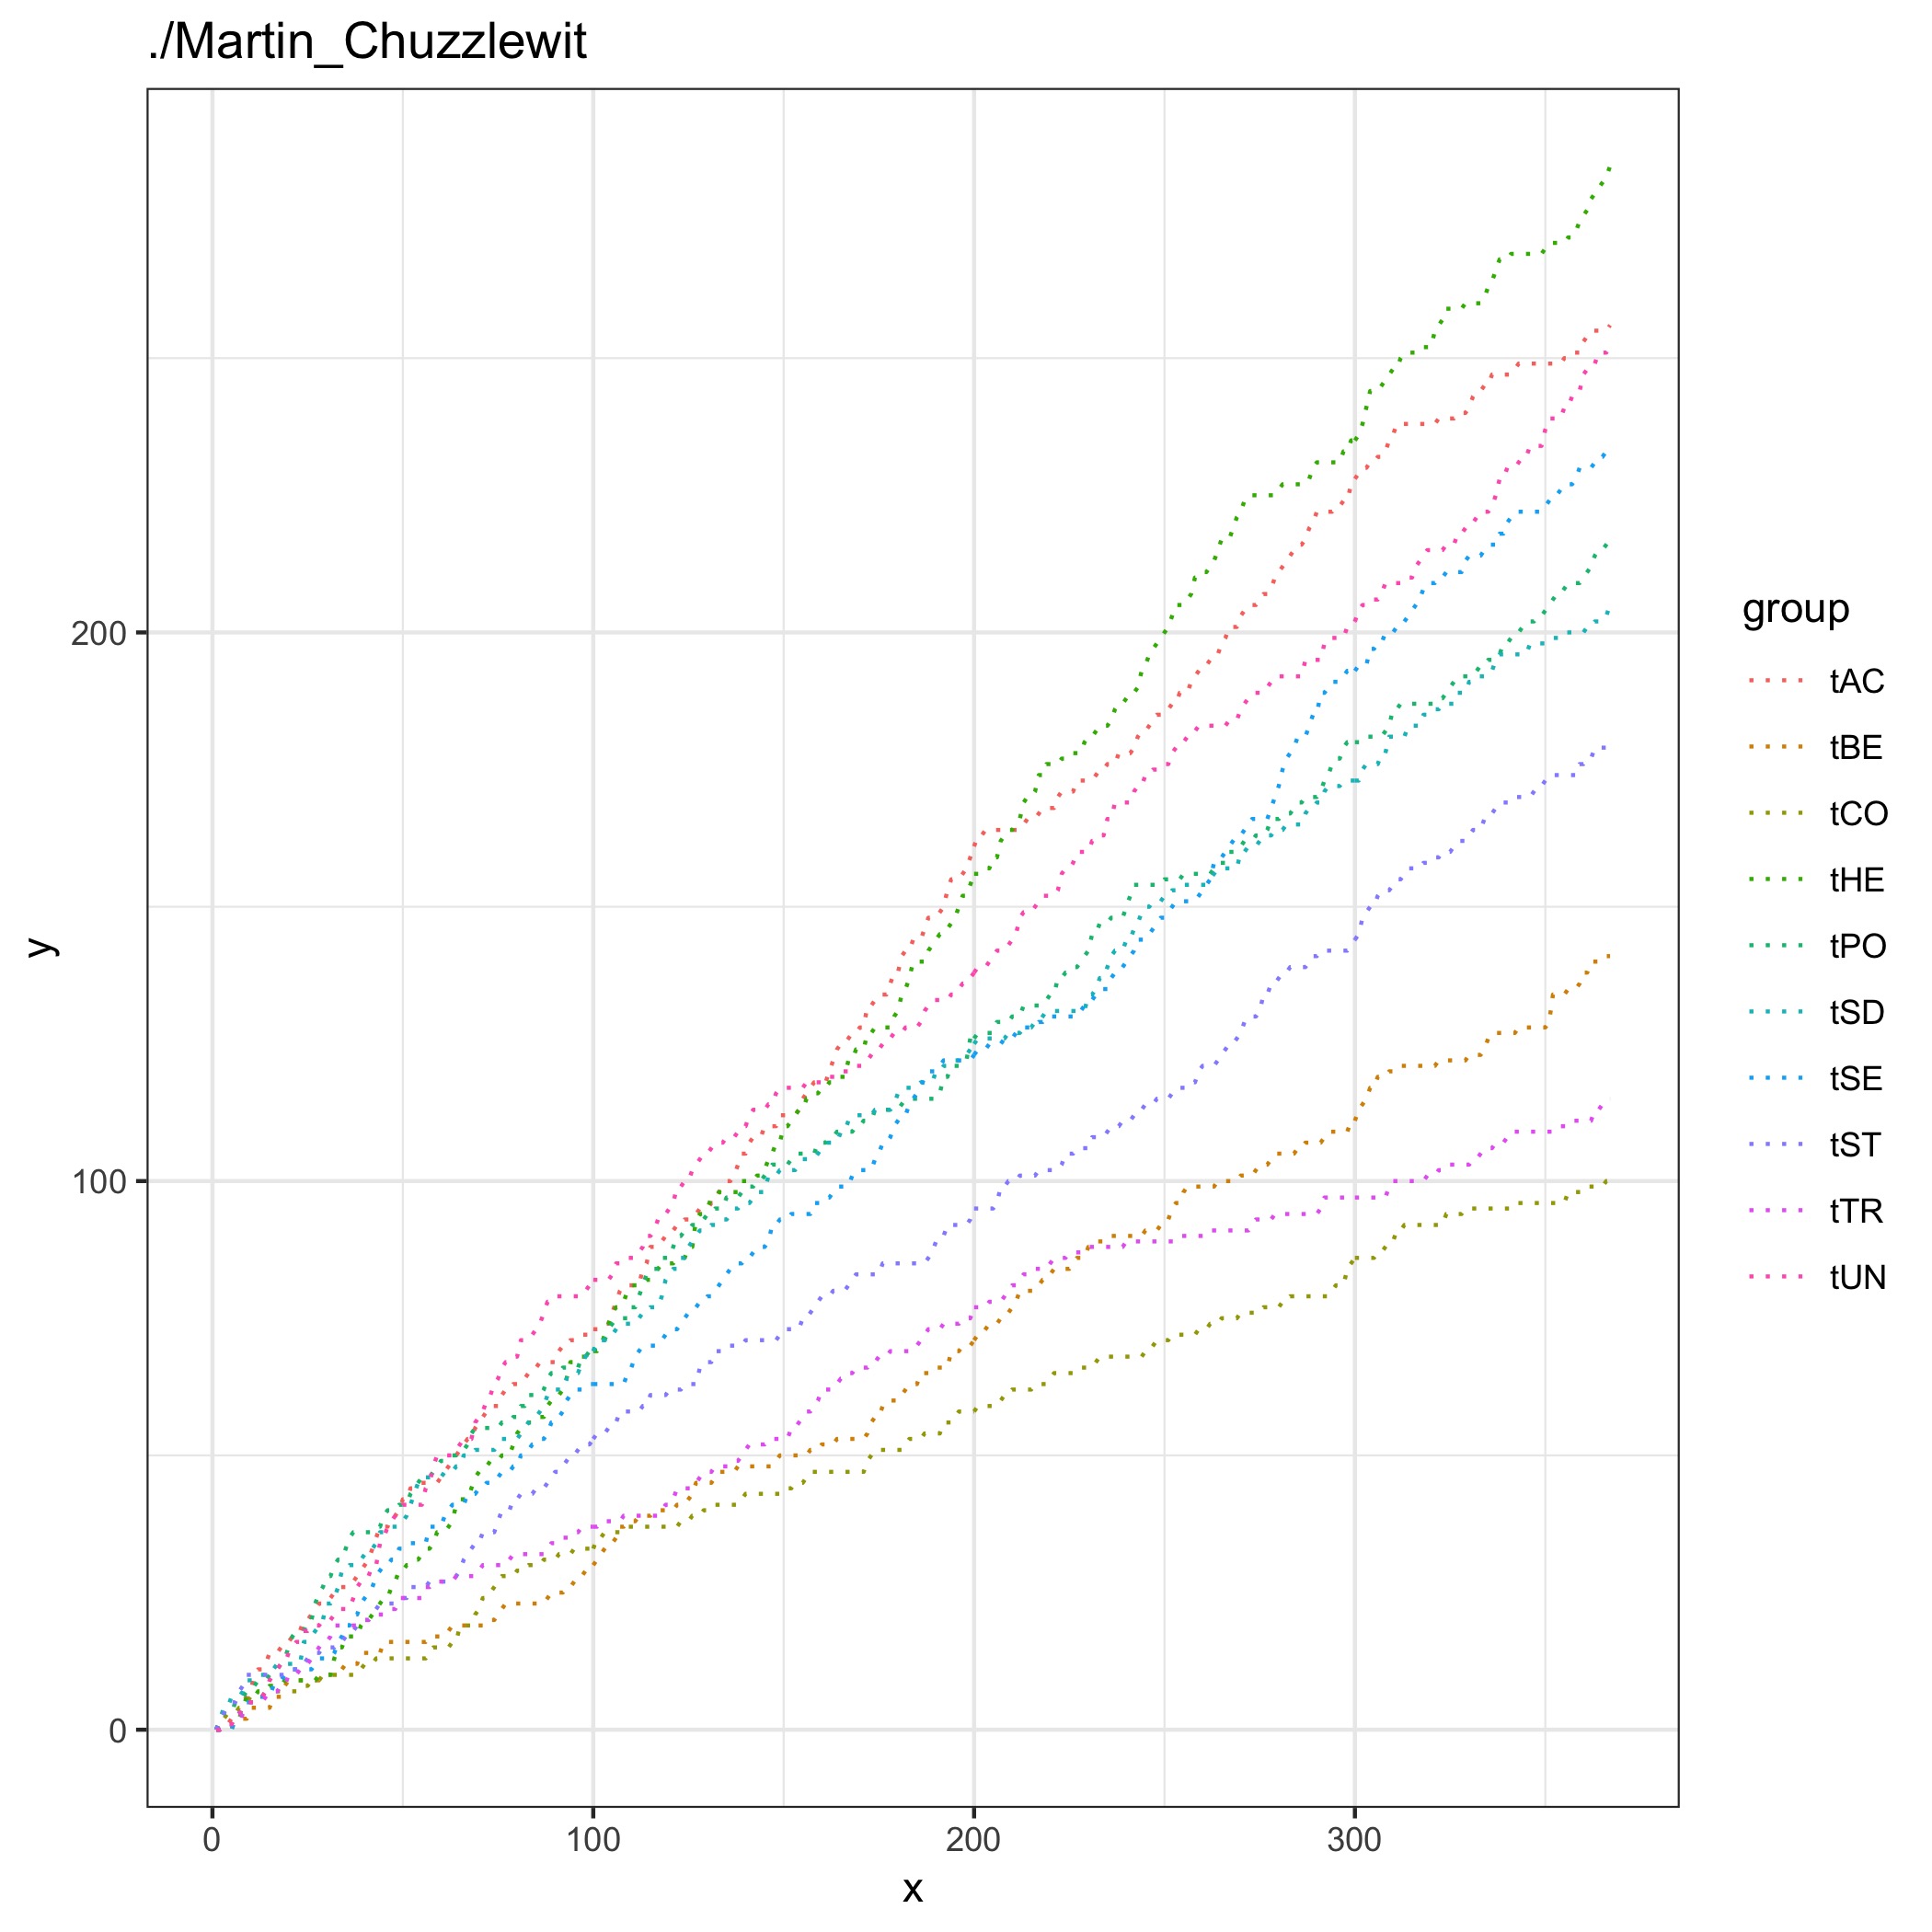 ./Martin_Chuzzlewit
y
200
100
0
0 100 200 300
x
group
tAC
tBE
tCO
tHE
tPO
tSD
tSE
tST
tTR
tUN